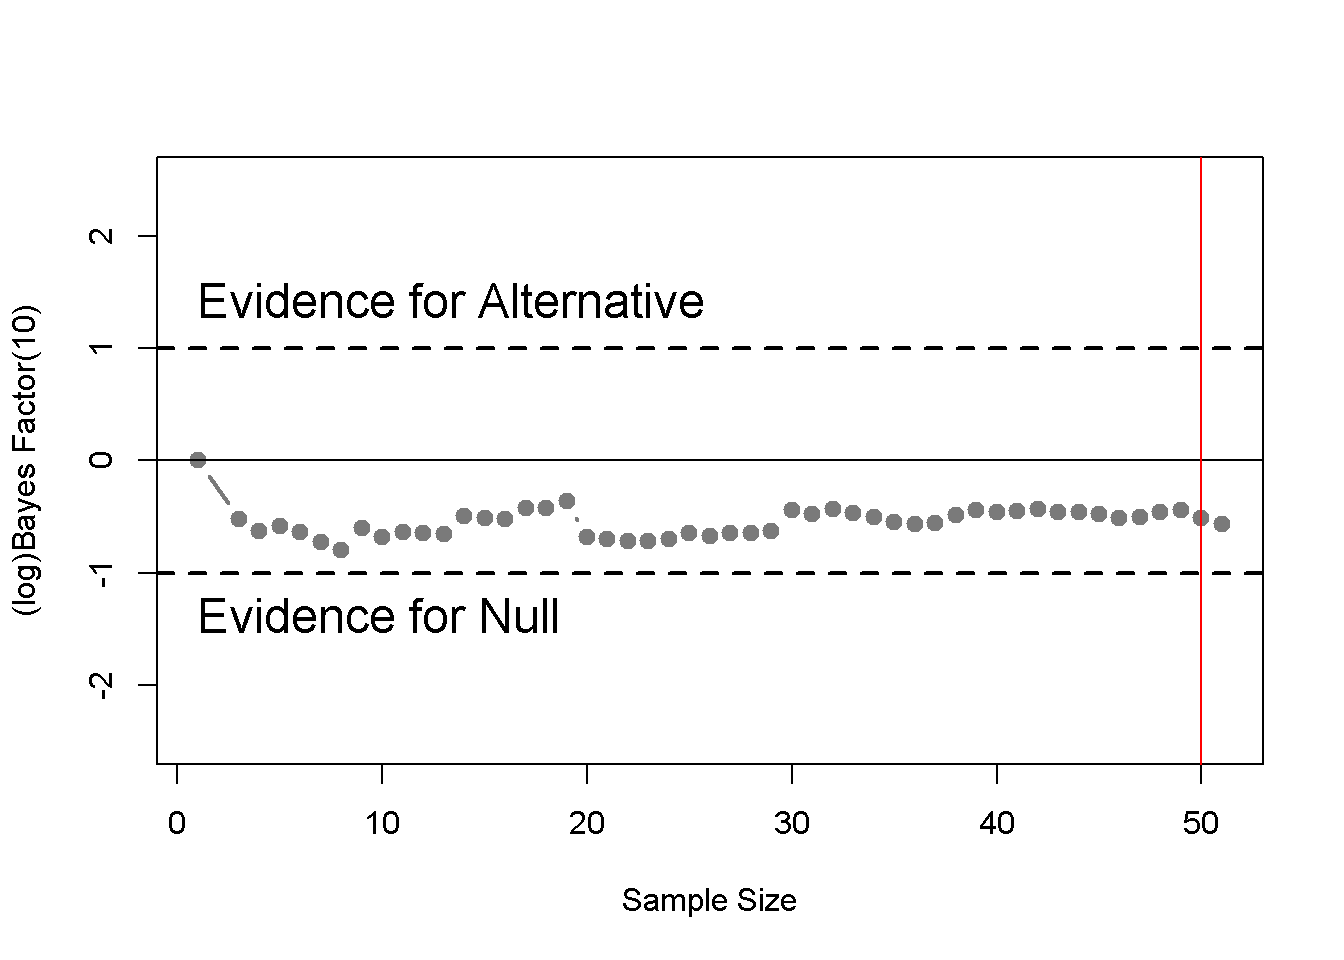 (log)Bayes Factor(10)
2
1
0
-1
-2
Evidence for Alternative
Evidence for Null
0 10 20 30 40 50
Sample Size